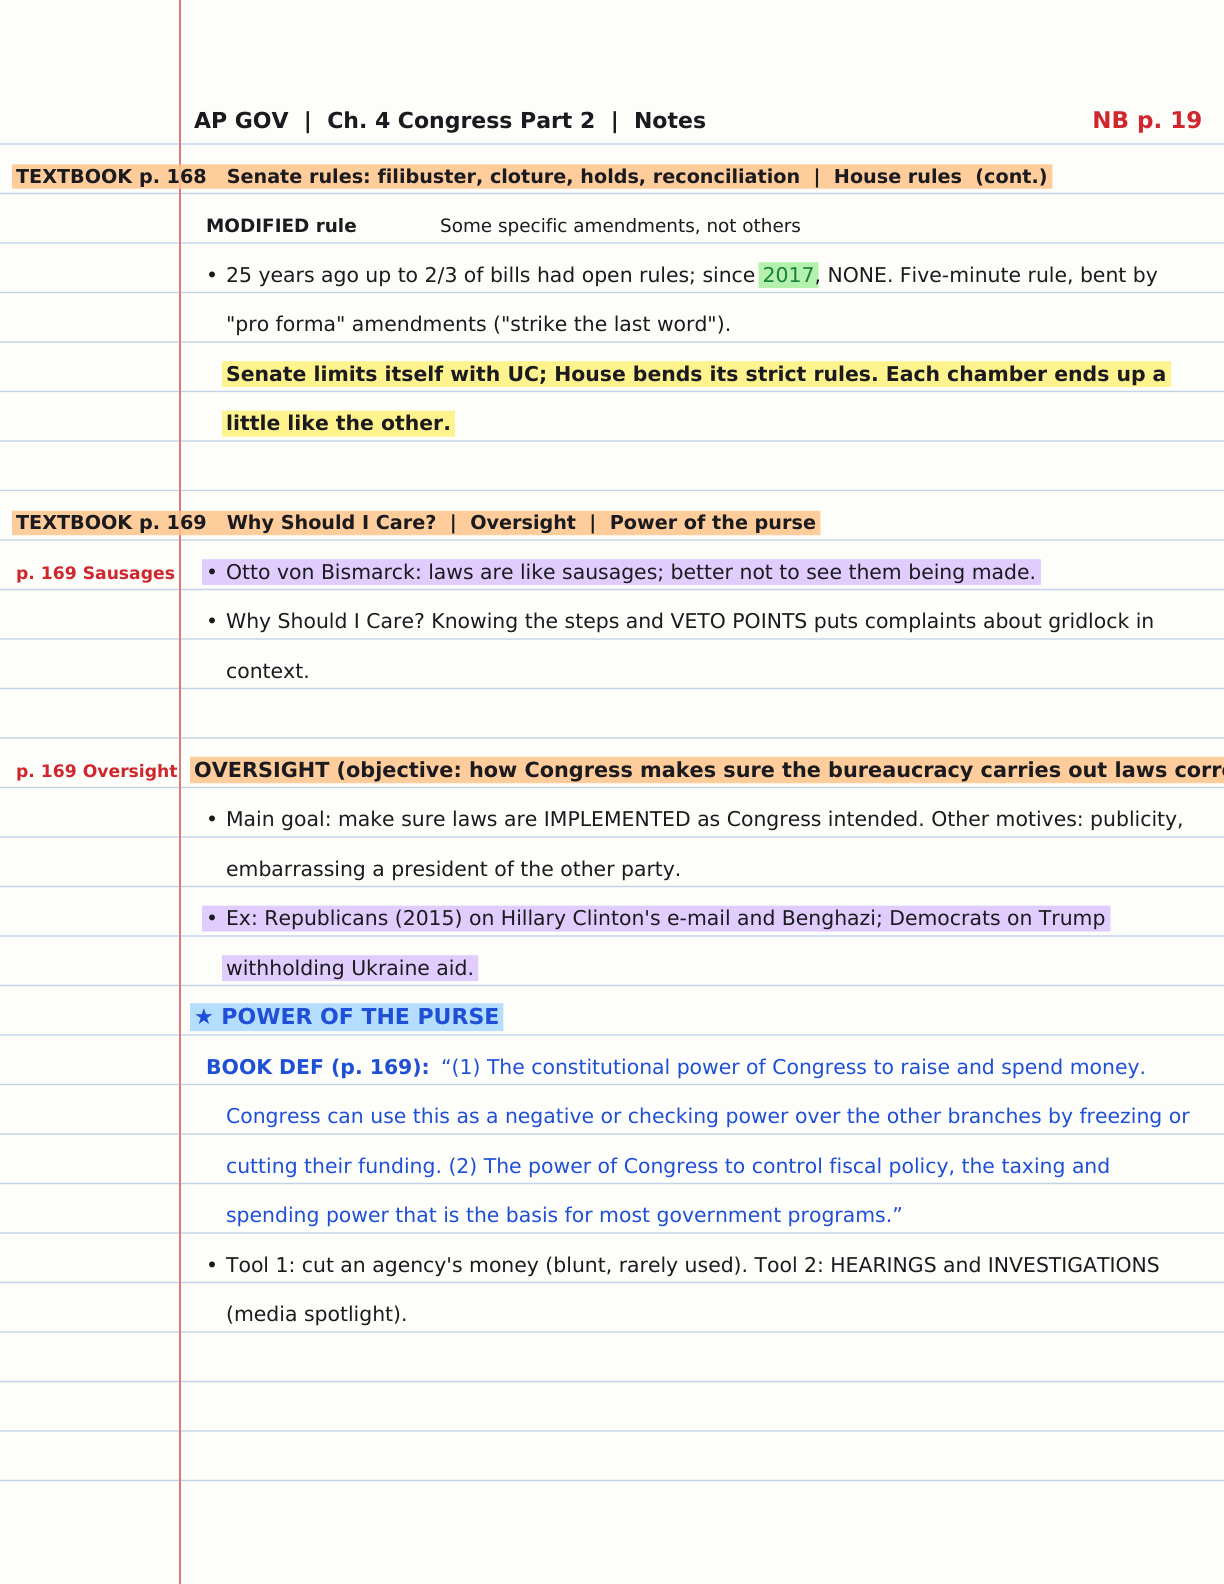 AP GOV | Ch. 4 Congress Part 2 | Notes NB p. 19
TEXTBOOK p. 168 Senate rules: filibuster, cloture, holds, reconciliation | House rules (cont.)
MODIFIED rule Some specific amendments, not others
• 25 years ago up to 2/3 of bills had open rules; since 2017, NONE. Five-minute rule, bent by
"pro forma" amendments ("strike the last word").
Senate limits itself with UC; House bends its strict rules. Each chamber ends up a
little like the other.
TEXTBOOK p. 169 Why Should I Care? | Oversight | Power of the purse
p. 169 Sausages • Otto von Bismarck: laws are like sausages; better not to see them being made.
• Why Should I Care? Knowing the steps and VETO POINTS puts complaints about gridlock in
context.
p. 169 Oversight OVERSIGHT (objective: how Congress makes sure the bureaucracy carries out laws corre
• Main goal: make sure laws are IMPLEMENTED as Congress intended. Other motives: publicity,
embarrassing a president of the other party.
• Ex: Republicans (2015) on Hillary Clinton's e-mail and Benghazi; Democrats on Trump
withholding Ukraine aid.
★ POWER OF THE PURSE
BOOK DEF (p. 169): “(1) The constitutional power of Congress to raise and spend money.
Congress can use this as a negative or checking power over the other branches by freezing or
cutting their funding. (2) The power of Congress to control fiscal policy, the taxing and
spending power that is the basis for most government programs.”
• Tool 1: cut an agency's money (blunt, rarely used). Tool 2: HEARINGS and INVESTIGATIONS
(media spotlight).